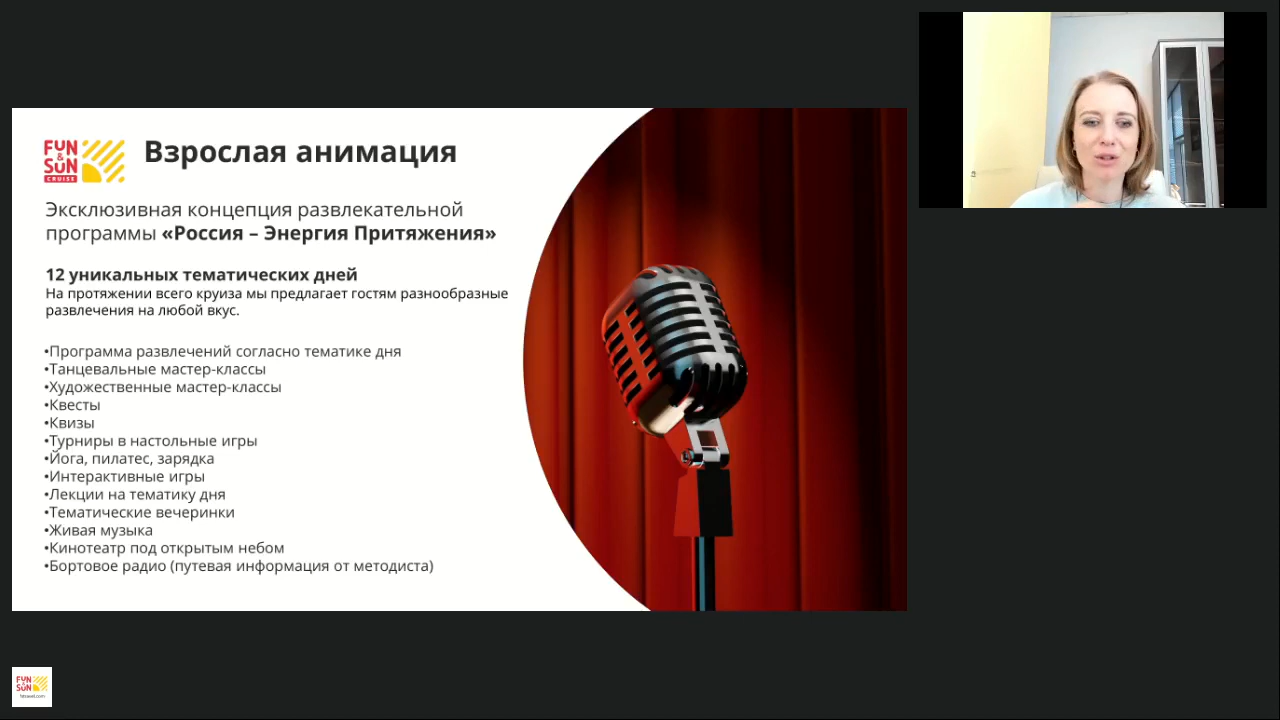 FUN & SUN CRUISE
Взрослая анимация
Эксклюзивная концепция развлекательной
программы «Россия – Энергия Притяжения»
12 уникальных тематических дней
На протяжении всего круиза мы предлагает гостям разнообразные
развлечения на любой вкус.
•Программа развлечений согласно тематике дня
•Танцевальные мастер-классы
•Художественные мастер-классы
•Квесты
•Квизы
•Турниры в настольные игры
•Йога, пилатес, зарядка
•Интерактивные игры
•Лекции на тематику дня
•Тематические вечеринки
•Живая музыка
•Кинотеатр под открытым небом
•Бортовое радио (путевая информация от методиста)
FUN & SUN